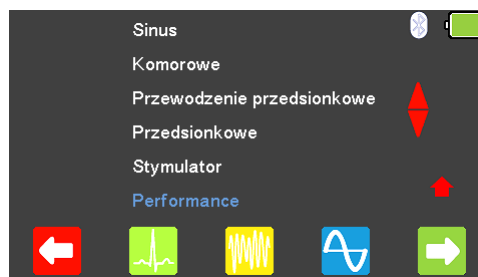 Sinus
Komorowe
Przewodzenie przedsionkowe
Przedsionkowe
Stymulator
Performance